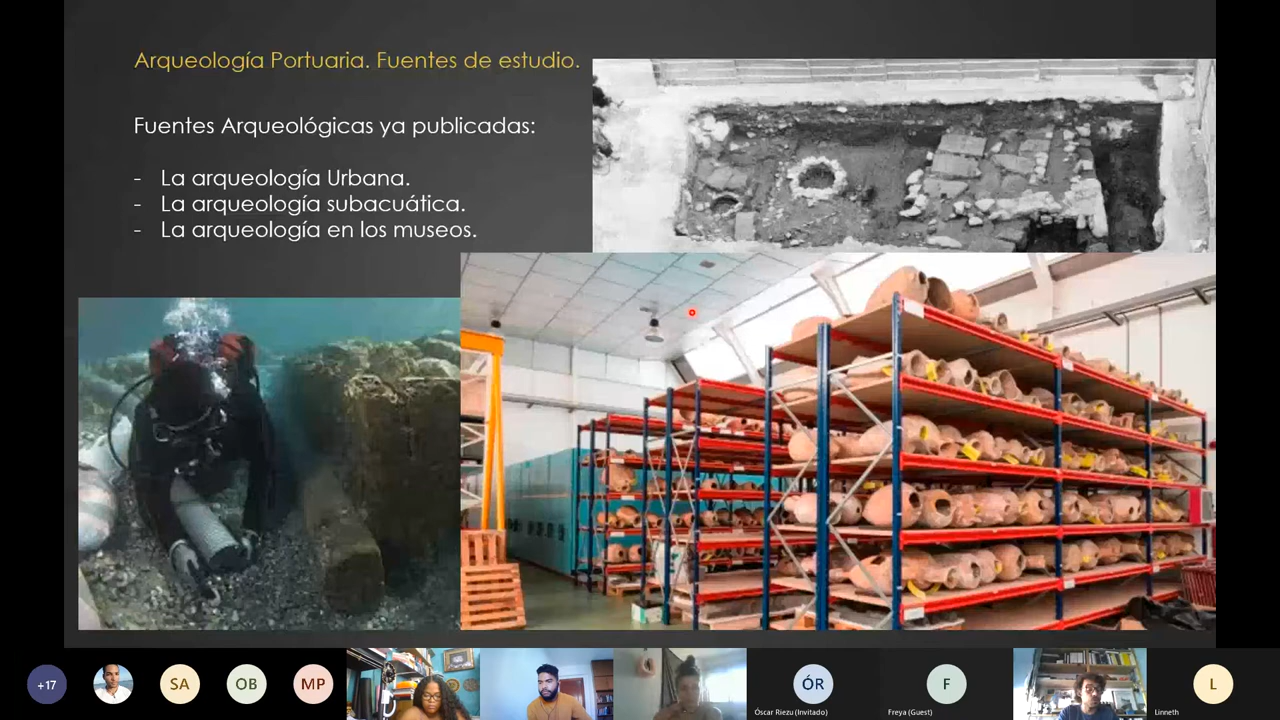 Arqueología Portuaria. Fuentes de estudio.
Fuentes Arqueológicas ya publicadas:
- La arqueología Urbana.
- La arqueología subacuática.
- La arqueología en los museos.
+17
SA
OB
MP
ÓR
Óscar Riezu (Invitado)
F
Freya (Guest)
L
Linneth